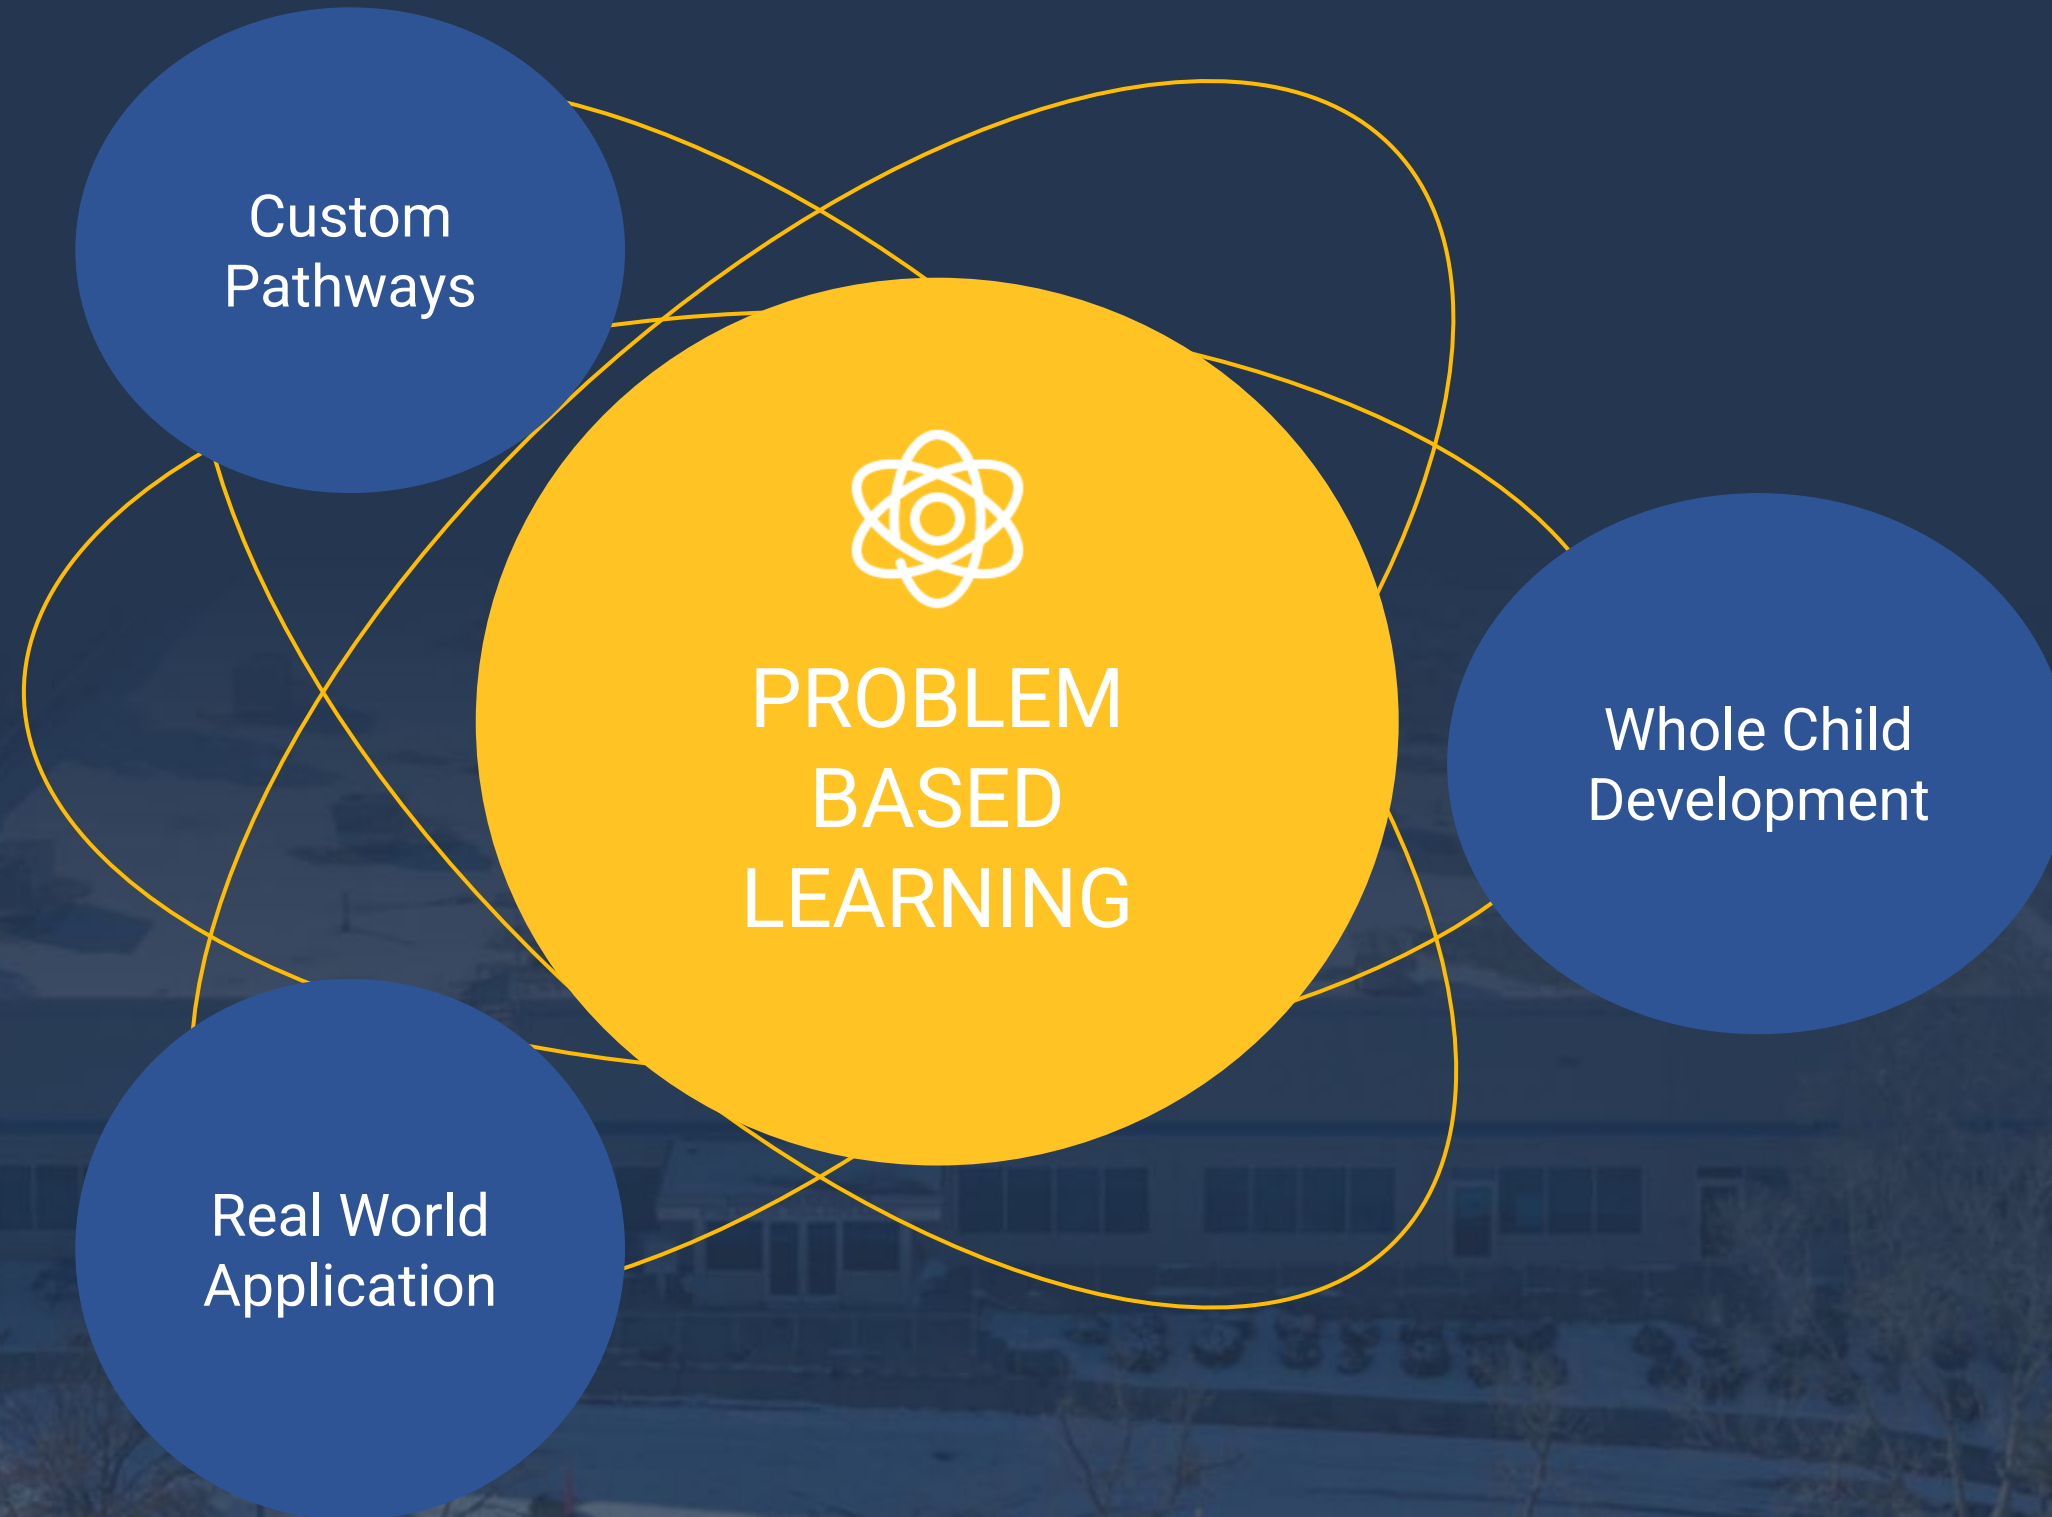 Custom
Pathways
PROBLEM
BASED
LEARNING
Whole Child
Development
Real World
Application